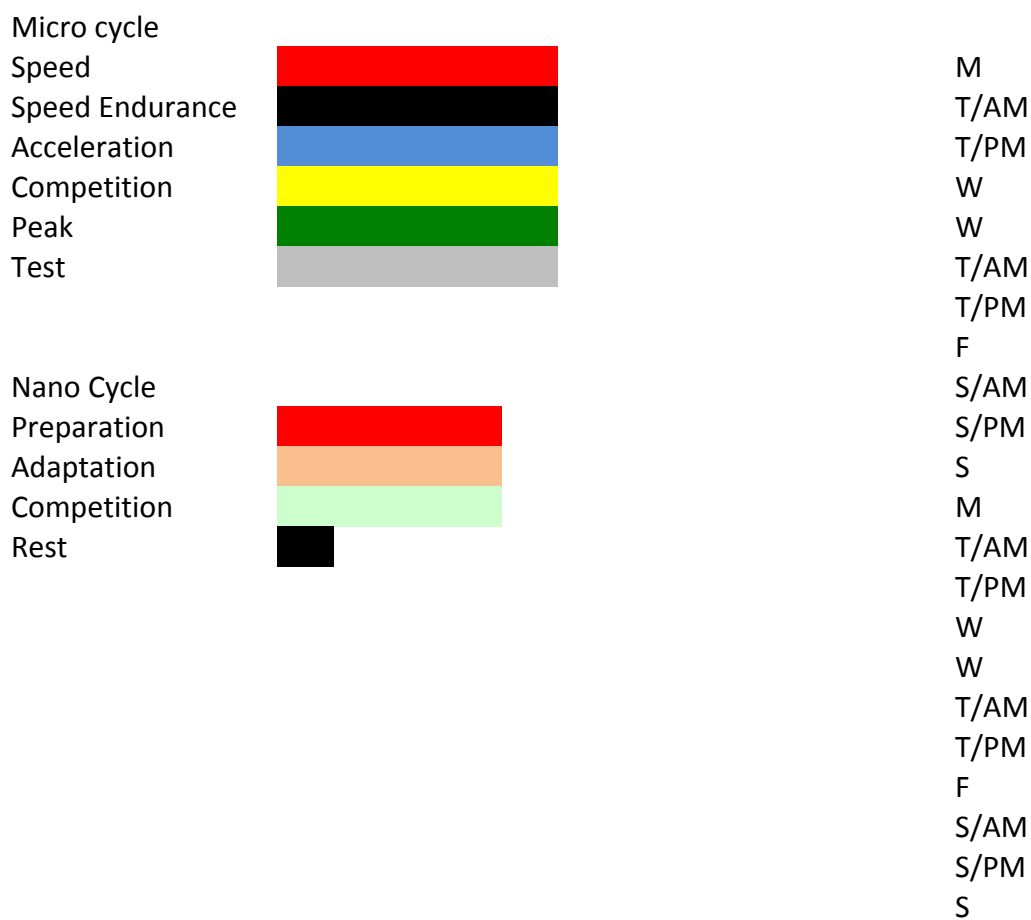 Micro cycle
Speed M
Speed Endurance T/AM
Acceleration T/PM
Competition W
Peak W
Test T/AM
T/PM
F
Nano Cycle S/AM
Preparation S/PM
Adaptation S
Competition M
Rest T/AM
T/PM
W
W
T/AM
T/PM
F
S/AM
S/PM
S